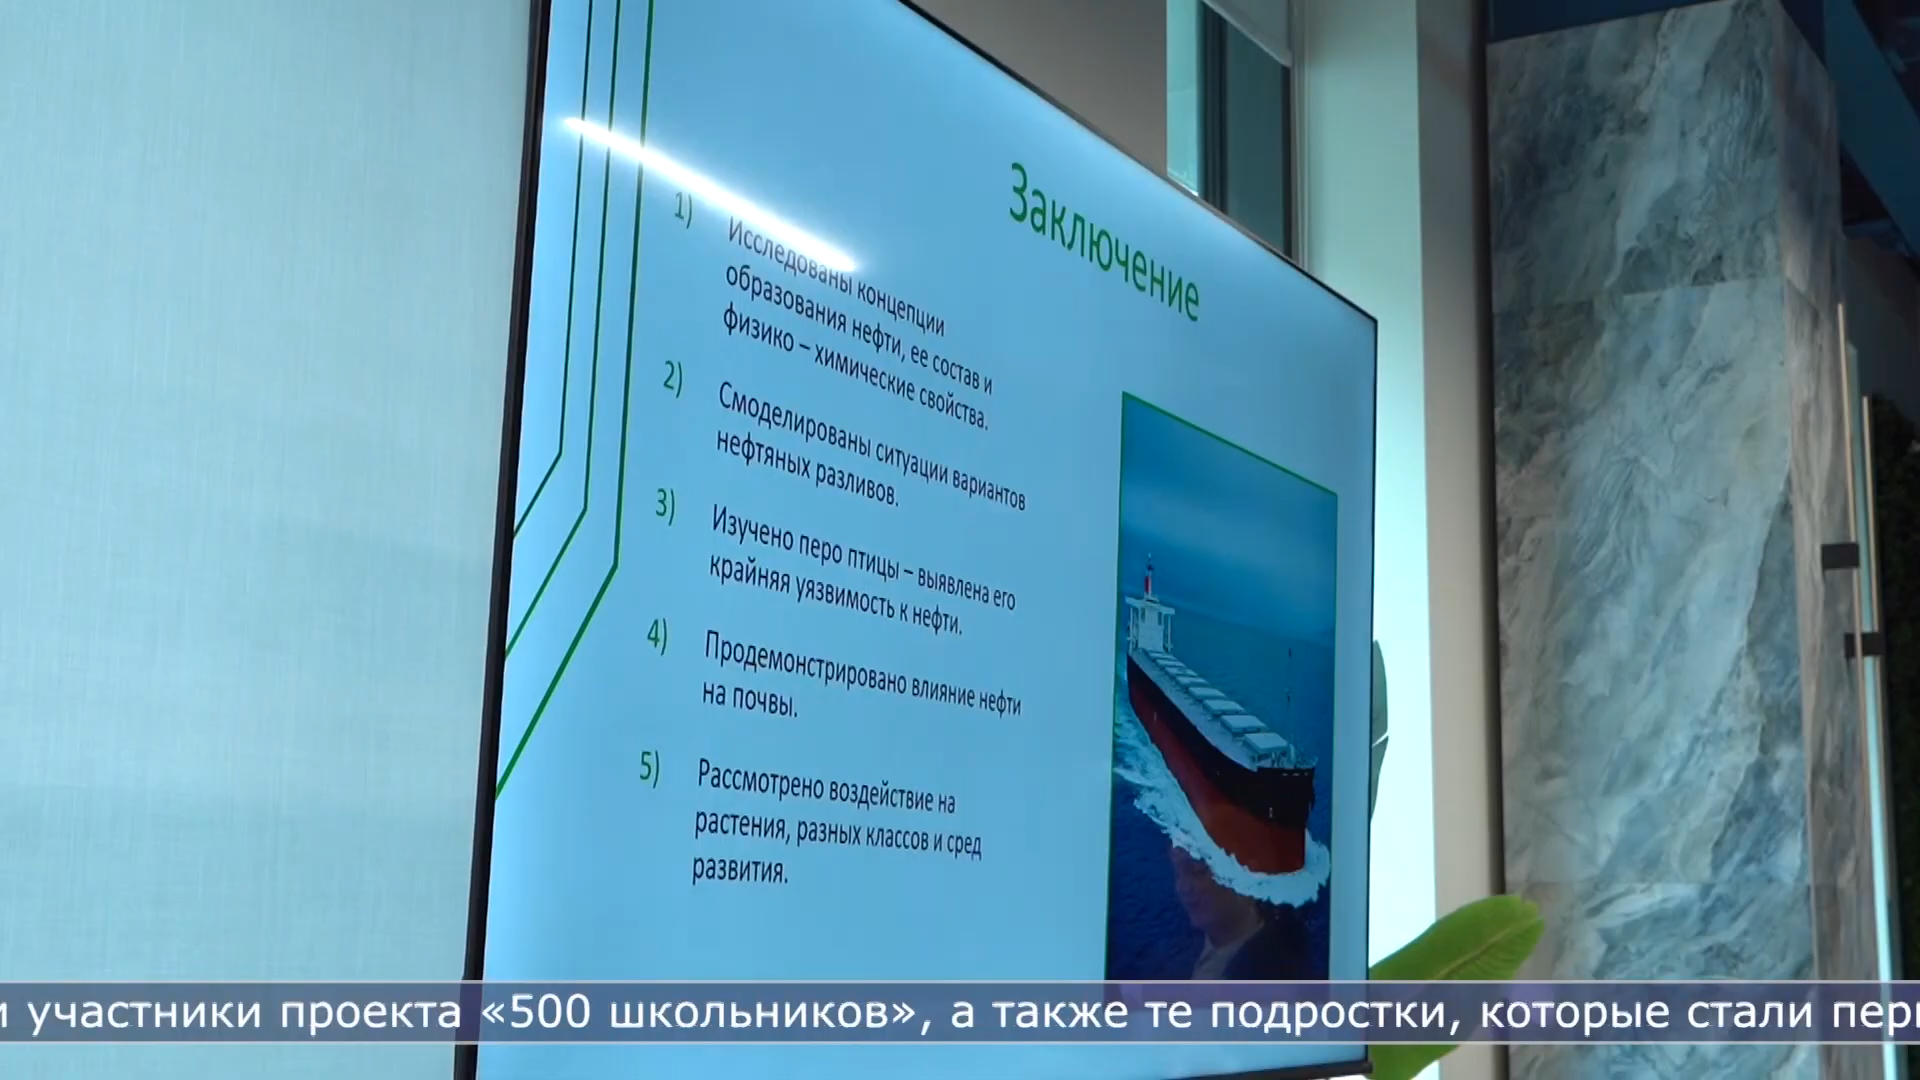 Заключение
1) Исследованы концепции
образования нефти, ее состав и
физико – химические свойства.
2) Смоделированы ситуации вариантов
нефтяных разливов.
3) Изучено перо птицы – выявлена его
крайняя уязвимость к нефти.
4) Продемонстрировано влияние нефти
на почвы.
5) Рассмотрено воздействие на
растения, разных классов и сред
развития.
участники проекта «500 школьников», а также те подростки, которые стали